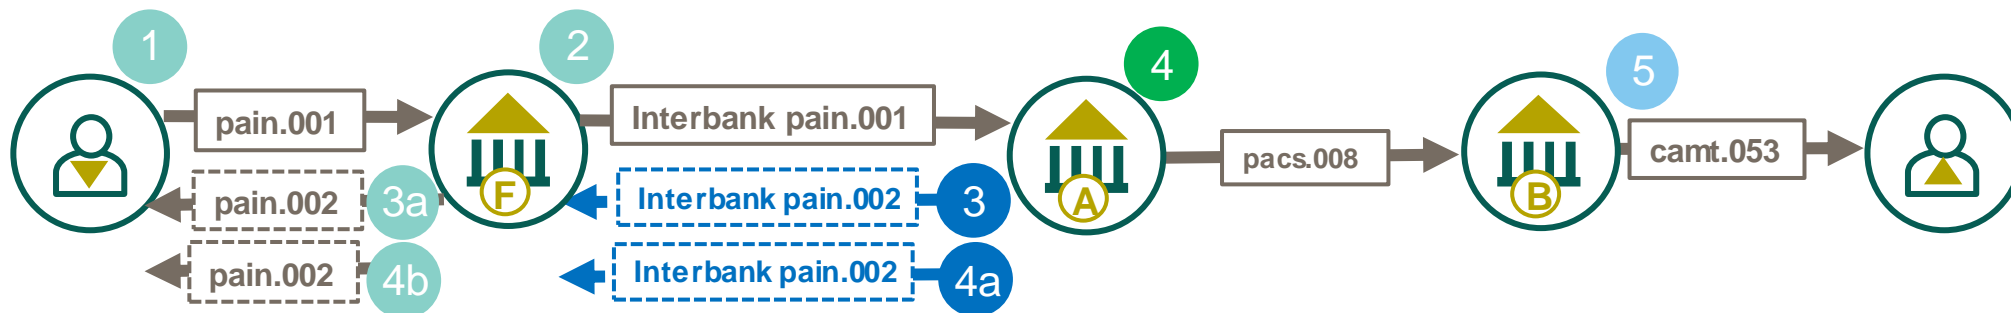 1
2
4
5
pain.001
Interbank pain.001
pacs.008
camt.053
F
A
B
pain.002
3a
Interbank pain.002
3
pain.002
4b
Interbank pain.002
4a